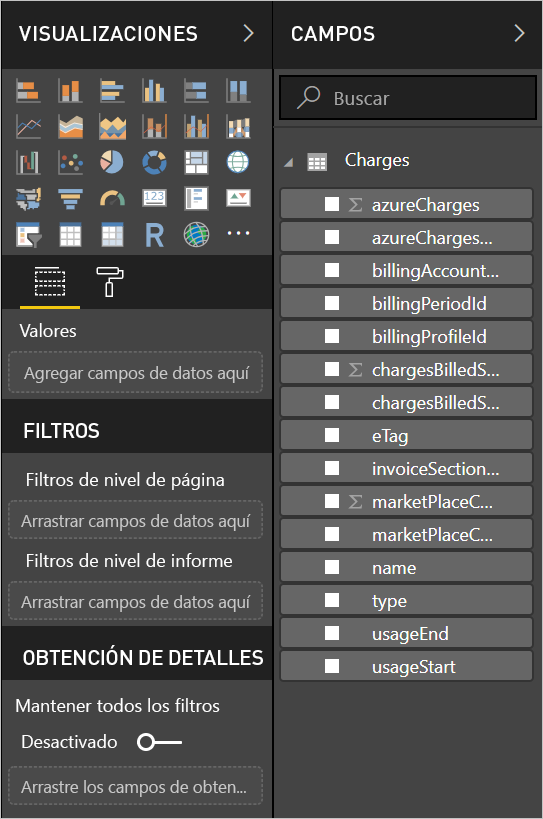 VISUALIZACIONES
123
R
Valores
Agregar campos de datos aquí
FILTROS
Filtros de nivel de página
Arrastrar campos de datos aquí
Filtros de nivel de informe
Arrastrar campos de datos aquí
OBTENCIÓN DE DETALLES
Mantener todos los filtros
Desactivado
Arrastre los campos de obten...
CAMPOS
Buscar
Charges
Σ azureCharges
azureCharges...
billingAccount...
billingPeriodId
billingProfileId
Σ chargesBilledS...
chargesBilledS...
eTag
invoiceSection...
Σ marketPlaceC...
marketPlaceC...
name
type
usageEnd
usageStart